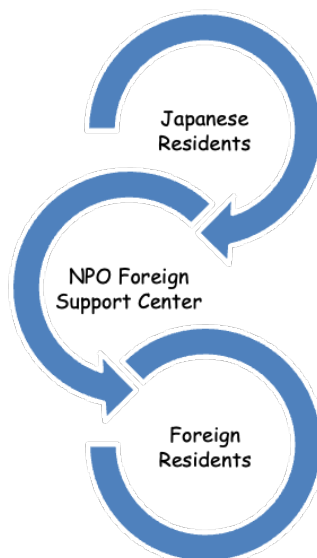 Japanese
Residents
NPO Foreign
Support Center
Foreign
Residents